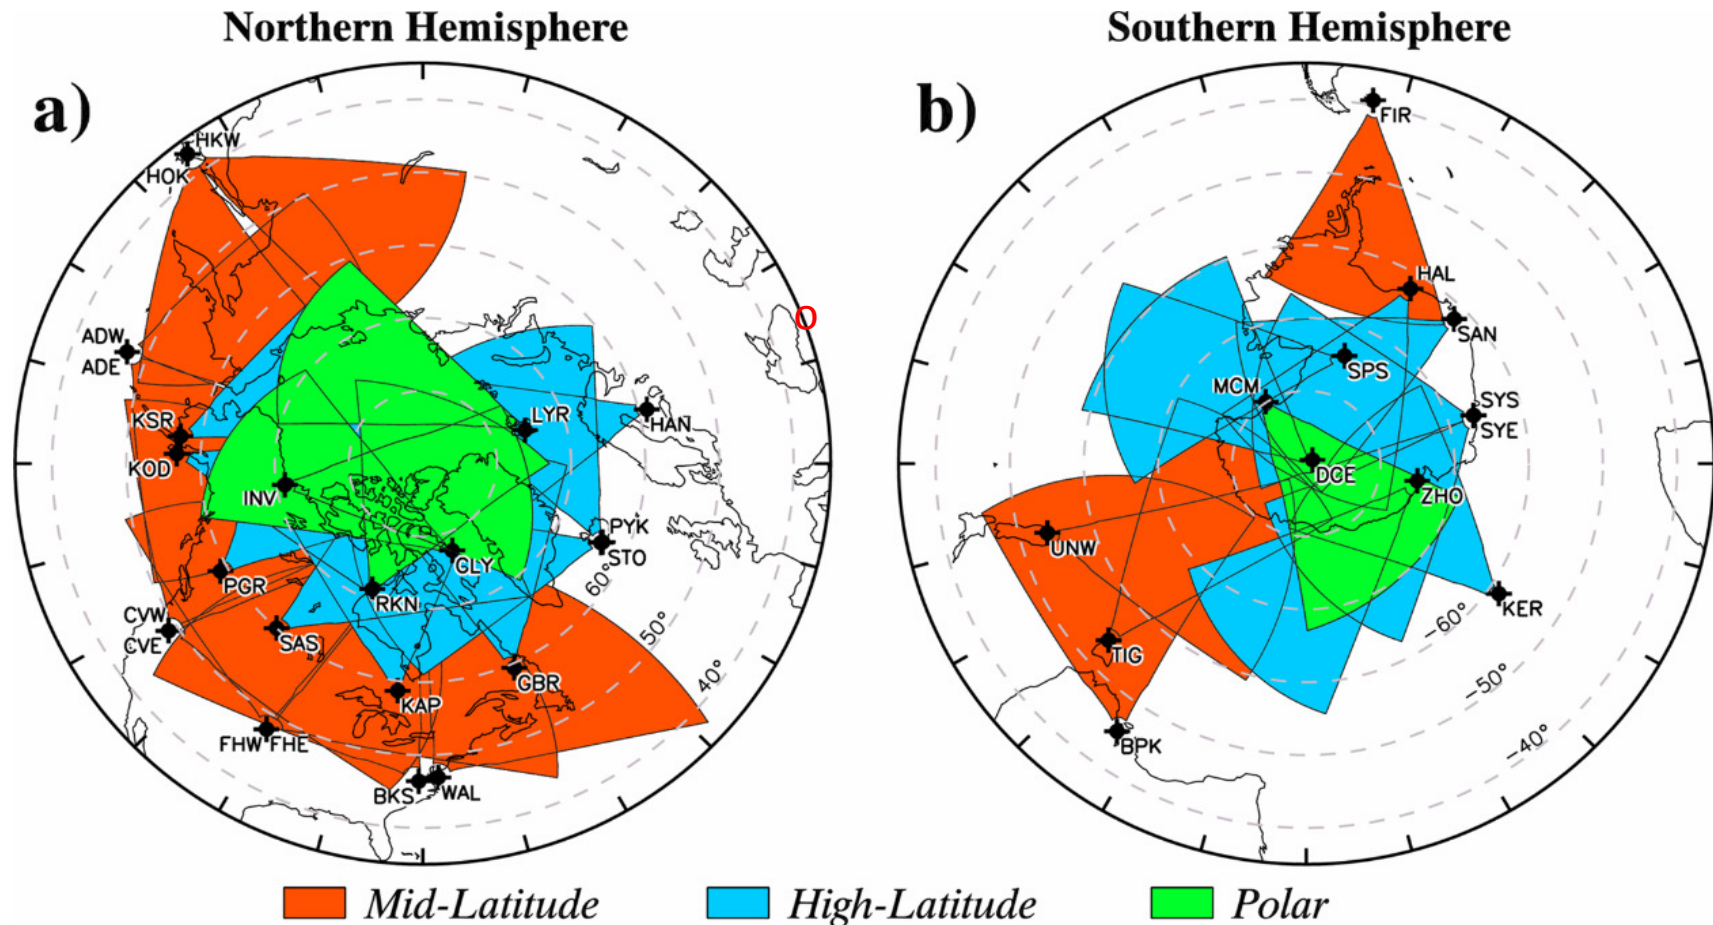 Northern Hemisphere
Southern Hemisphere
a)
b)
HKW
HOK
ADW
ADE
KSR
KOD
INV
LYR
HAN
PYK
STO
GLY
RKN
PGR
CVW
CVE
SAS
KAP
GBR
FHW FHE
BKS WAL
60°
50°
40°
O
FIR
HAL
SAN
SPS
MCM
SYS
SYE
DCE
ZHO
UNW
KER
TIG
BPK
-60°
-50°
-40°
Mid-Latitude
High-Latitude
Polar